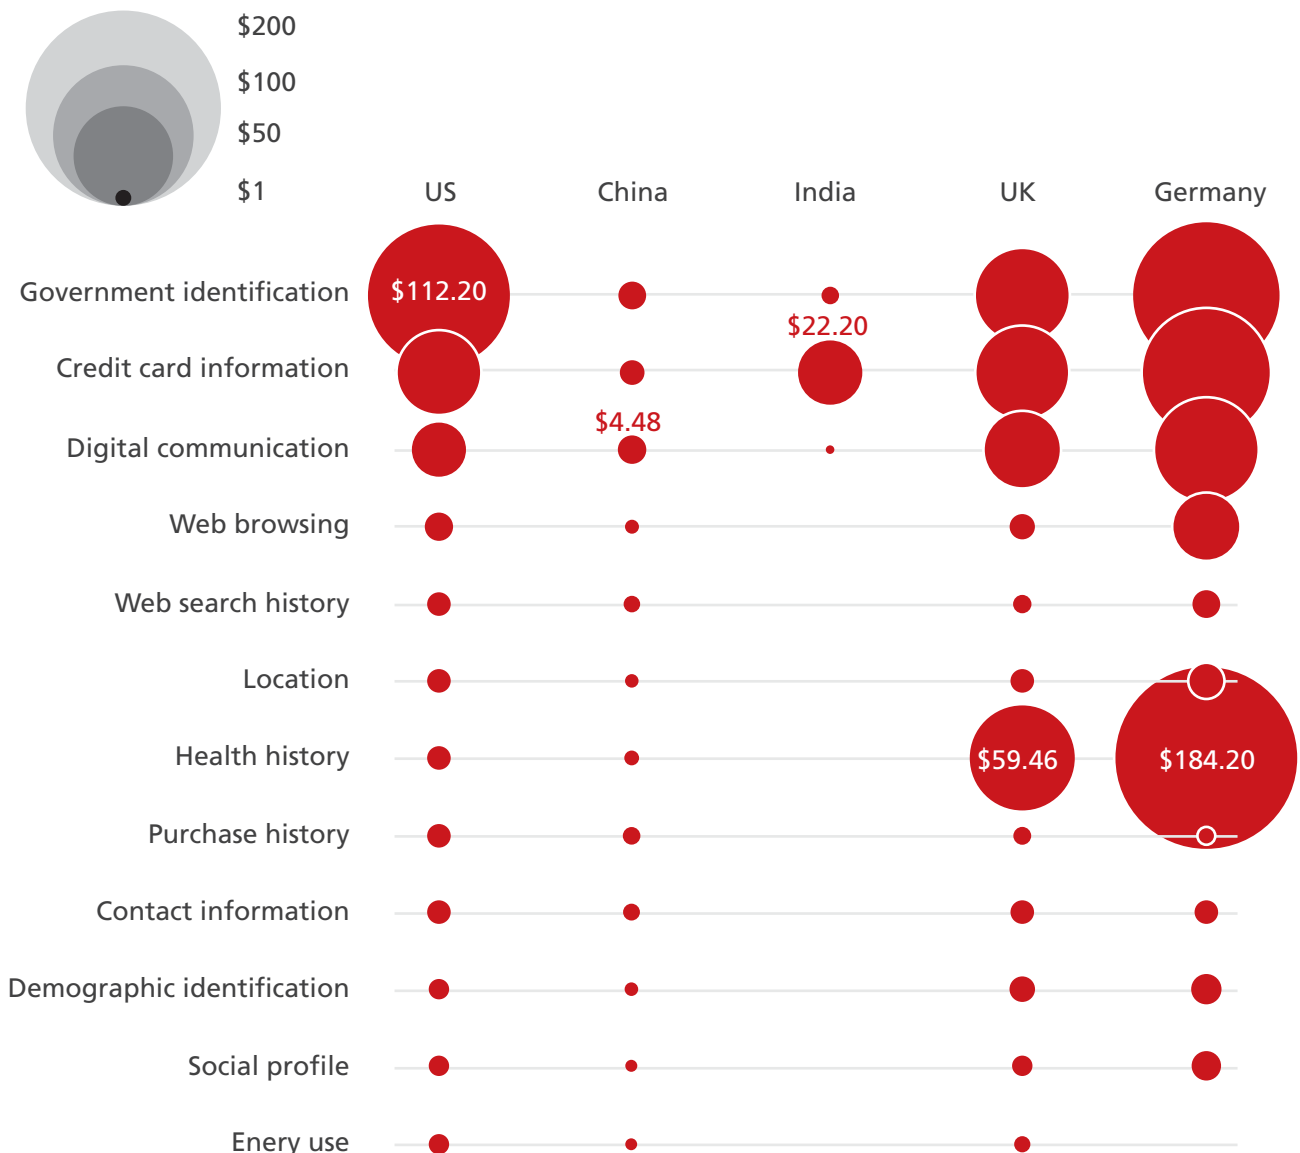 $200
$100
$50
$1
US China India UK Germany
Government identification $112.20
$22.20
Credit card information
$4.48
Digital communication
Web browsing
Web search history
Location
Health history $59.46 $184.20
Purchase history
Contact information
Demographic identification
Social profile
Enery use